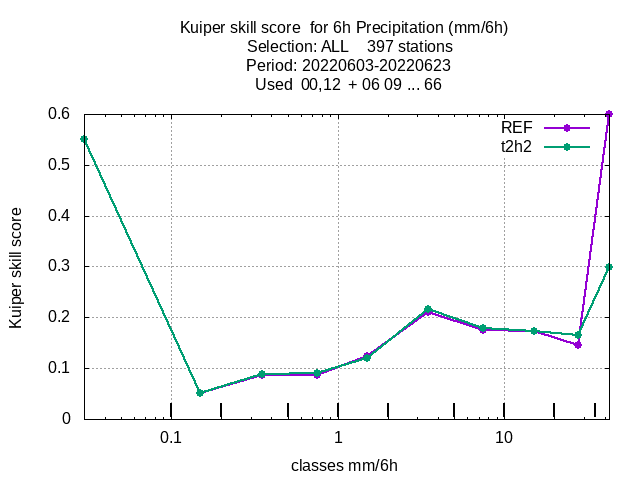 Kuiper skill score  for 6h Precipitation (mm/6h)
Selection: ALL    397 stations
Period: 20220603-20220623
Used  00,12  + 06 09 ... 66
REF
t2h2
0.6
0.5
0.4
0.3
0.2
0.1
0
Kuiper skill score
0.1 1 10
classes mm/6h